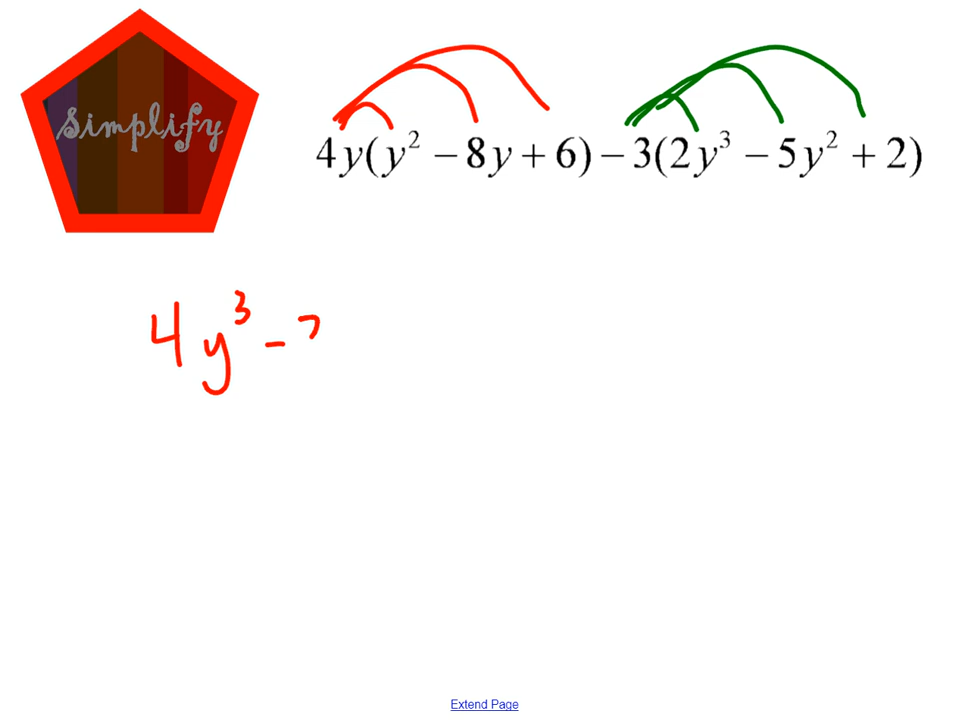 simplify
4y(y² − 8y + 6) − 3(2y³ − 5y² + 2)
4y³ −
Extend Page